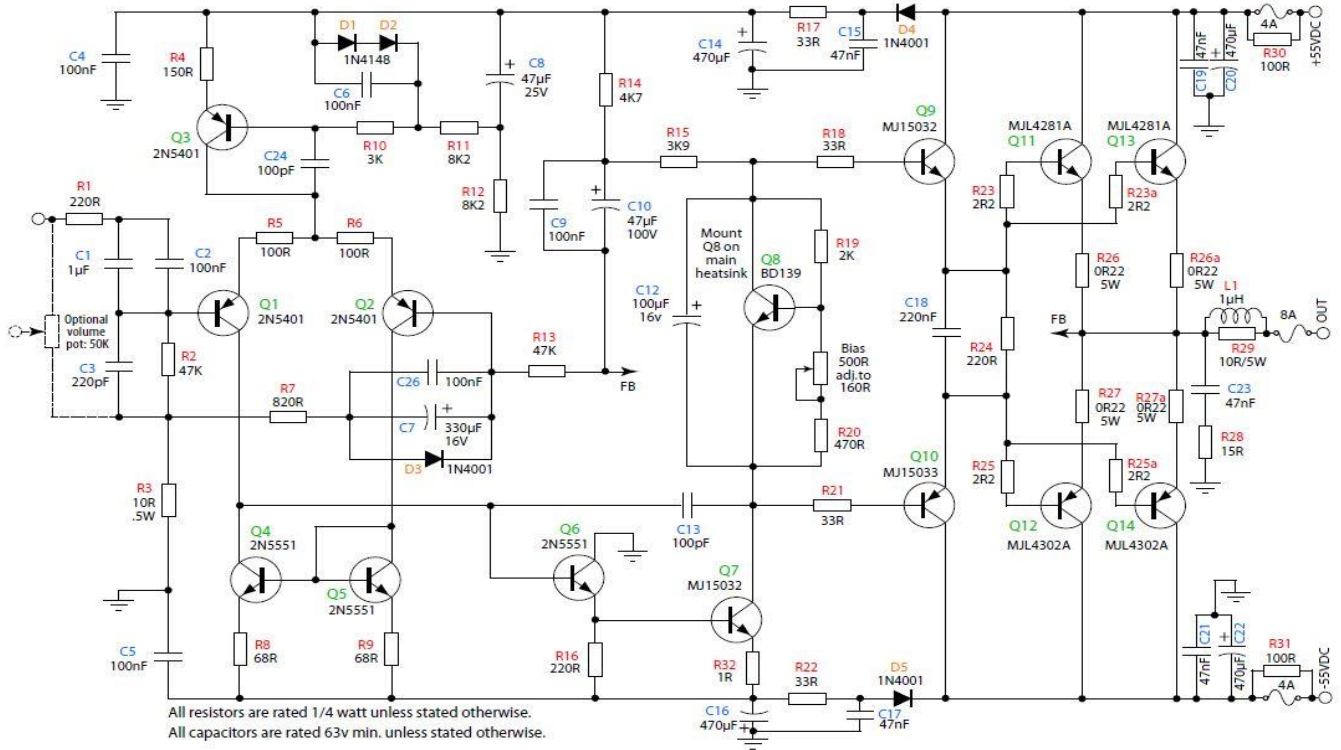 C4
100nF
R4
150R
D1
D2
1N4148
C6
100nF
C8
47µF
25V
C14
470µF
R17
33R
C15
47nF
D4
1N4001
47nF
C19
470µF
C20
4A
R30
100R
+55VDC
R14
4K7
Q3
2N5401
C24
100pF
R10
3K
R11
8K2
R12
8K2
R15
3K9
R18
33R
Q9
MJ15032
MJL4281A
Q11
MJL4281A
Q13
R23
2R2
R23a
2R2
R1
220R
C1
1µF
C2
100nF
R5
100R
R6
100R
C9
100nF
C10
47µF
100V
Mount
Q8 on
main
heatsink
R19
2K
Q8
BD139
R26
0R22
5W
R26a
0R22
5W
L1
1µH
8A
OUT
Q1
2N5401
Q2
2N5401
C12
100µF
16v
C18
220nF
FB
R29
10R/5W
Optional
volume
pot: 50K
R2
47K
C3
220pF
R13
47K
FB
Bias
500R
adj.to
160R
R24
220R
C26
100nF
R7
820R
C7
330µF
16V
D3
1N4001
R27
0R22
5W
R27a
0R22
5W
C23
47nF
R28
15R
R20
470R
Q10
MJ15033
R25
2R2
R25a
2R2
R3
10R
.5W
R21
33R
C13
100pF
Q12
MJL4302A
Q14
MJL4302A
Q4
2N5551
Q5
2N5551
Q6
2N5551
Q7
MJ15032
C5
100nF
R8
68R
R9
68R
R16
220R
R32
1R
R22
33R
D5
1N4001
C21
47nF
C22
470µF
R31
100R
4A
-55VDC
C16
470µF
C17
47nF
All resistors are rated 1/4 watt unless stated otherwise.
All capacitors are rated 63v min. unless stated otherwise.